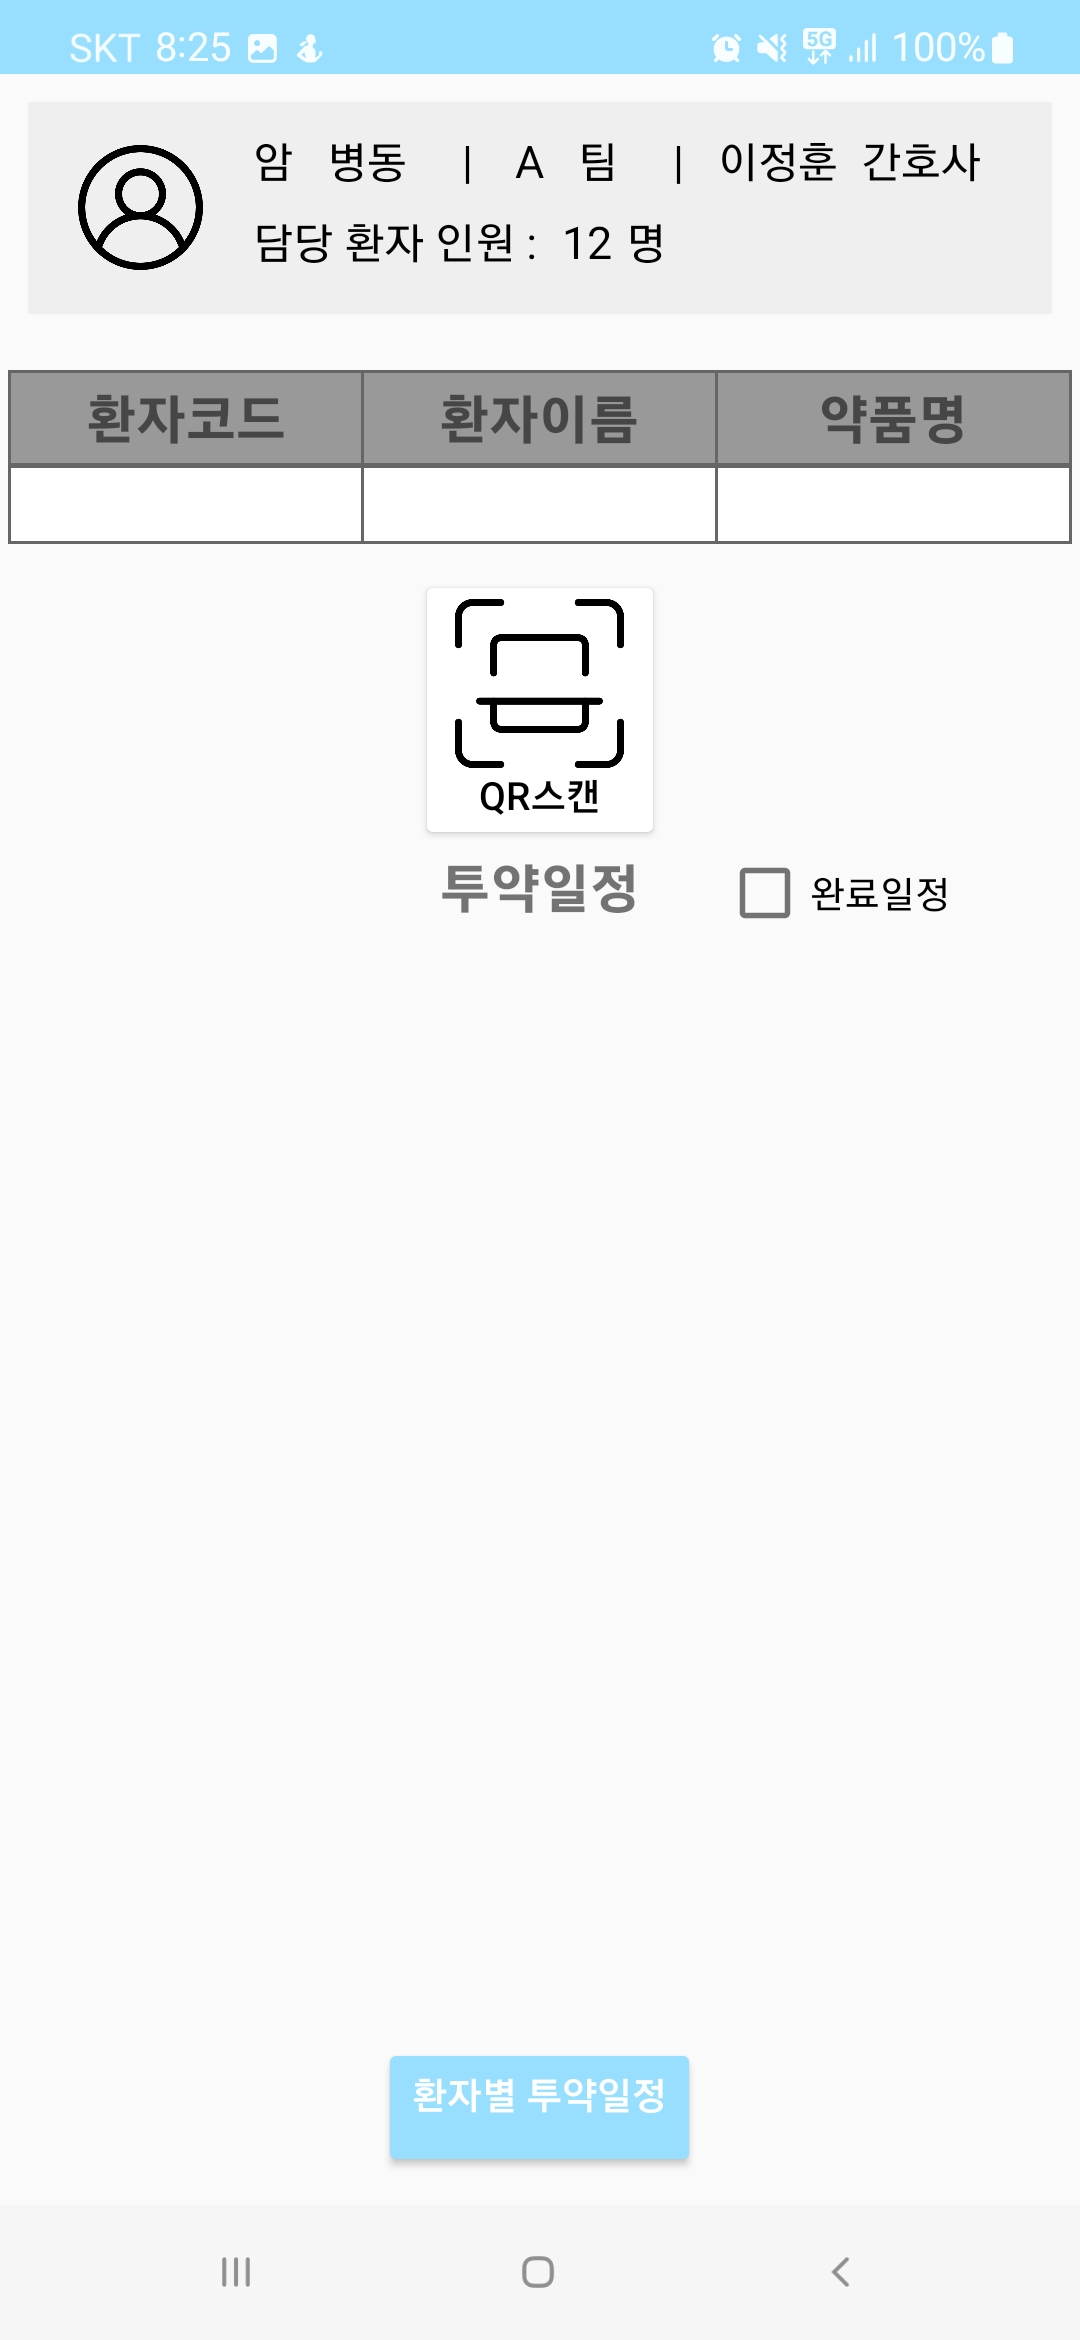 SKT 8:25 5G 100%
암 병동 | A 팀 | 이정훈 간호사
담당 환자 인원 : 12 명
환자코드 환자이름 약품명
QR스캔
투약일정 완료일정
환자별 투약일정